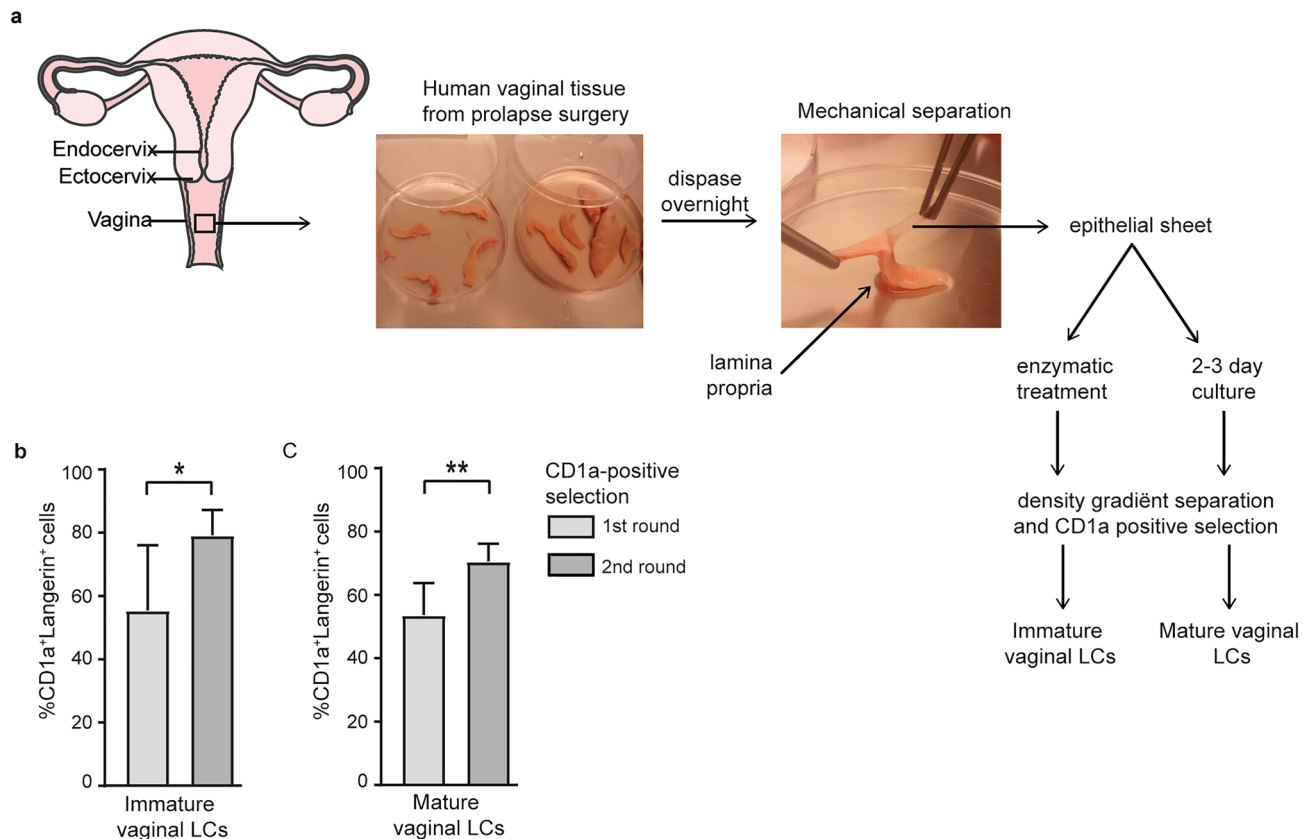 a
Human vaginal tissue
from prolapse surgery
Mechanical separation
Endocervix
Ectocervix
Vagina
dispase
overnight
epithelial sheet
lamina
propria
enzymatic
treatment
2-3 day
culture
density gradiënt separation
and CD1a positive selection
Immature
vaginal LCs
Mature vaginal
LCs
b
%CD1a⁺Langerin⁺ cells
100
80
60
40
20
0
*
Immature
vaginal LCs
C
%CD1a⁺Langerin⁺ cells
100
80
60
40
20
0
**
Mature
vaginal LCs
CD1a-positive
selection
1st round
2nd round